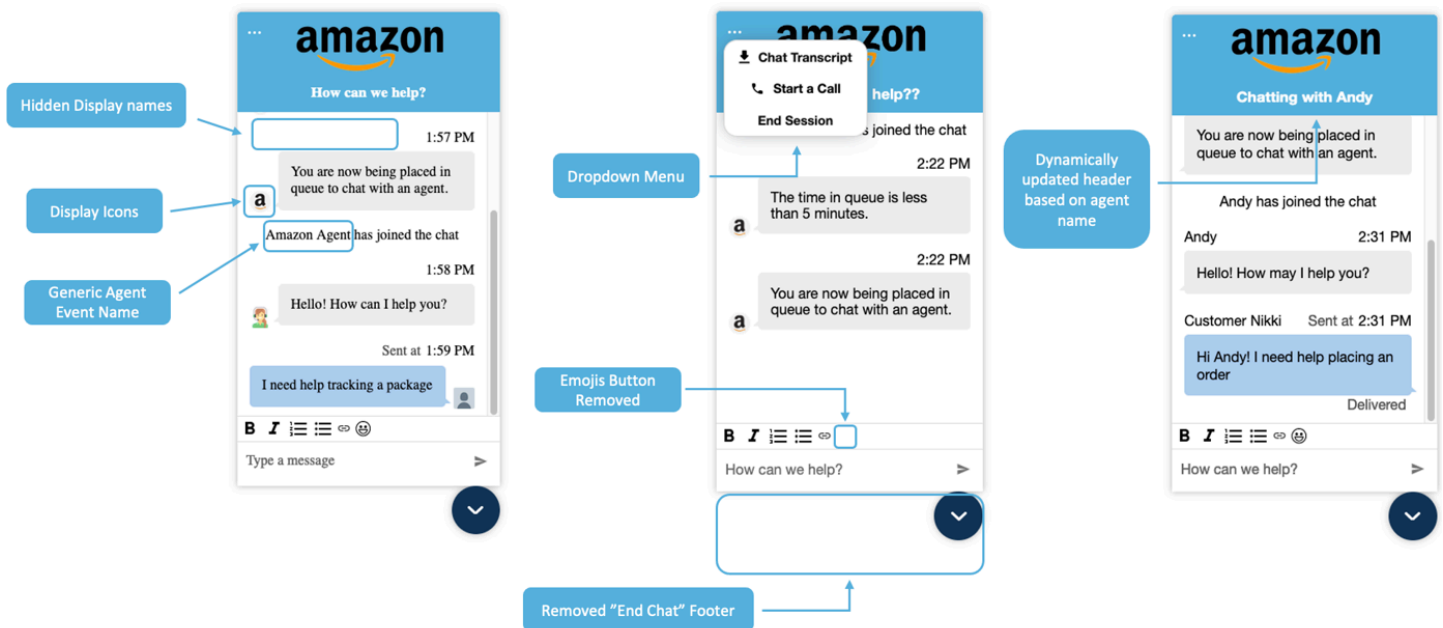 Hidden Display names
Display Icons
Generic Agent
Event Name
...
amazon
How can we help?
1:57 PM
You are now being placed in
queue to chat with an agent.
a
Amazon Agent has joined the chat
1:58 PM
Hello! How can I help you?
Sent at 1:59 PM
I need help tracking a package
B I
Type a message
Dropdown Menu
Emojis Button
Removed
Removed "End Chat" Footer
...
amazon
Chat Transcript
Start a Call
End Session
help??
s joined the chat
2:22 PM
The time in queue is less
than 5 minutes.
a
2:22 PM
You are now being placed in
queue to chat with an agent.
a
B I
How can we help?
Dynamically
updated header
based on agent
name
...
amazon
Chatting with Andy
You are now being placed in
queue to chat with an agent.
Andy has joined the chat
Andy 2:31 PM
Hello! How may I help you?
Customer Nikki Sent at 2:31 PM
Hi Andy! I need help placing an
order
Delivered
B I
How can we help?